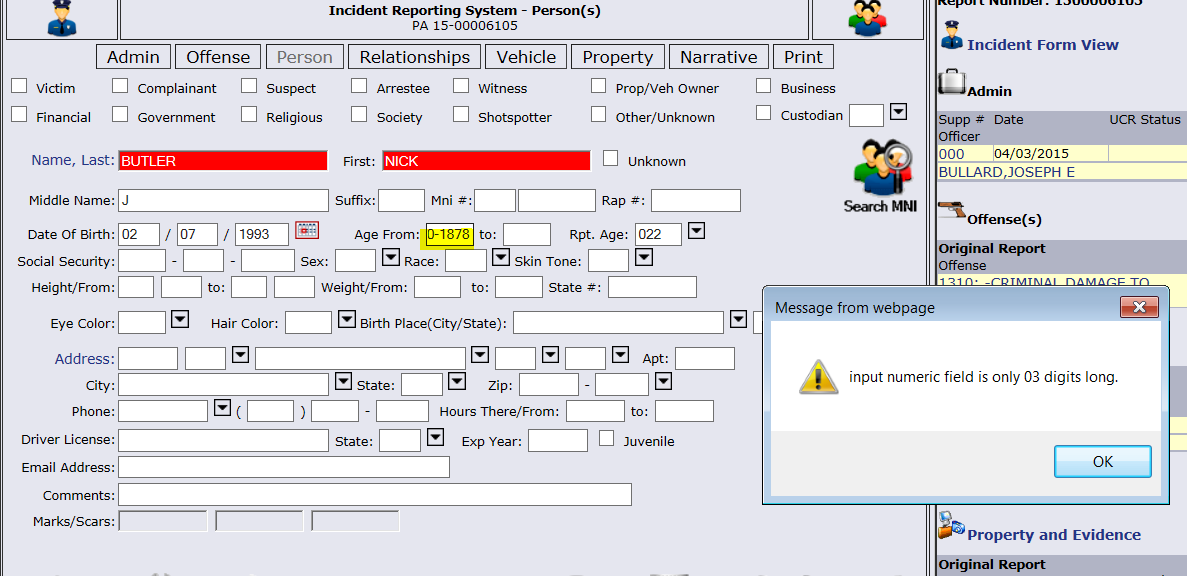 Incident Reporting System - Person(s)
PA 15-00006105
Admin Offense Person Relationships Vehicle Property Narrative Print
Victim Complainant Suspect Arrestee Witness Prop/Veh Owner Business
Financial Government Religious Society Shotspotter Other/Unknown Custodian
Name, Last: BUTLER First: NICK Unknown
Search MNI
Middle Name: J Suffix: Mni #: Rap #:
Date Of Birth: 02 / 07 / 1993 Age From: 0-1878 to: Rpt. Age: 022
Social Security: - - Sex: Race: Skin Tone:
Height/From: to: Weight/From: to: State #:
Eye Color: Hair Color: Birth Place(City/State):
Address: Apt:
City: State: Zip: -
Phone: ( ) - Hours There/From: to:
Driver License: State: Exp Year: Juvenile
Email Address:
Comments:
Marks/Scars:
Report Number: 1500006105
Incident Form View
Admin
Supp # Date UCR Status
Officer
000 04/03/2015
BULLARD,JOSEPH E
Offense(s)
Original Report
Offense
1310: -CRIMINAL DAMAGE TO
Message from webpage
input numeric field is only 03 digits long.
OK
Property and Evidence
Original Report